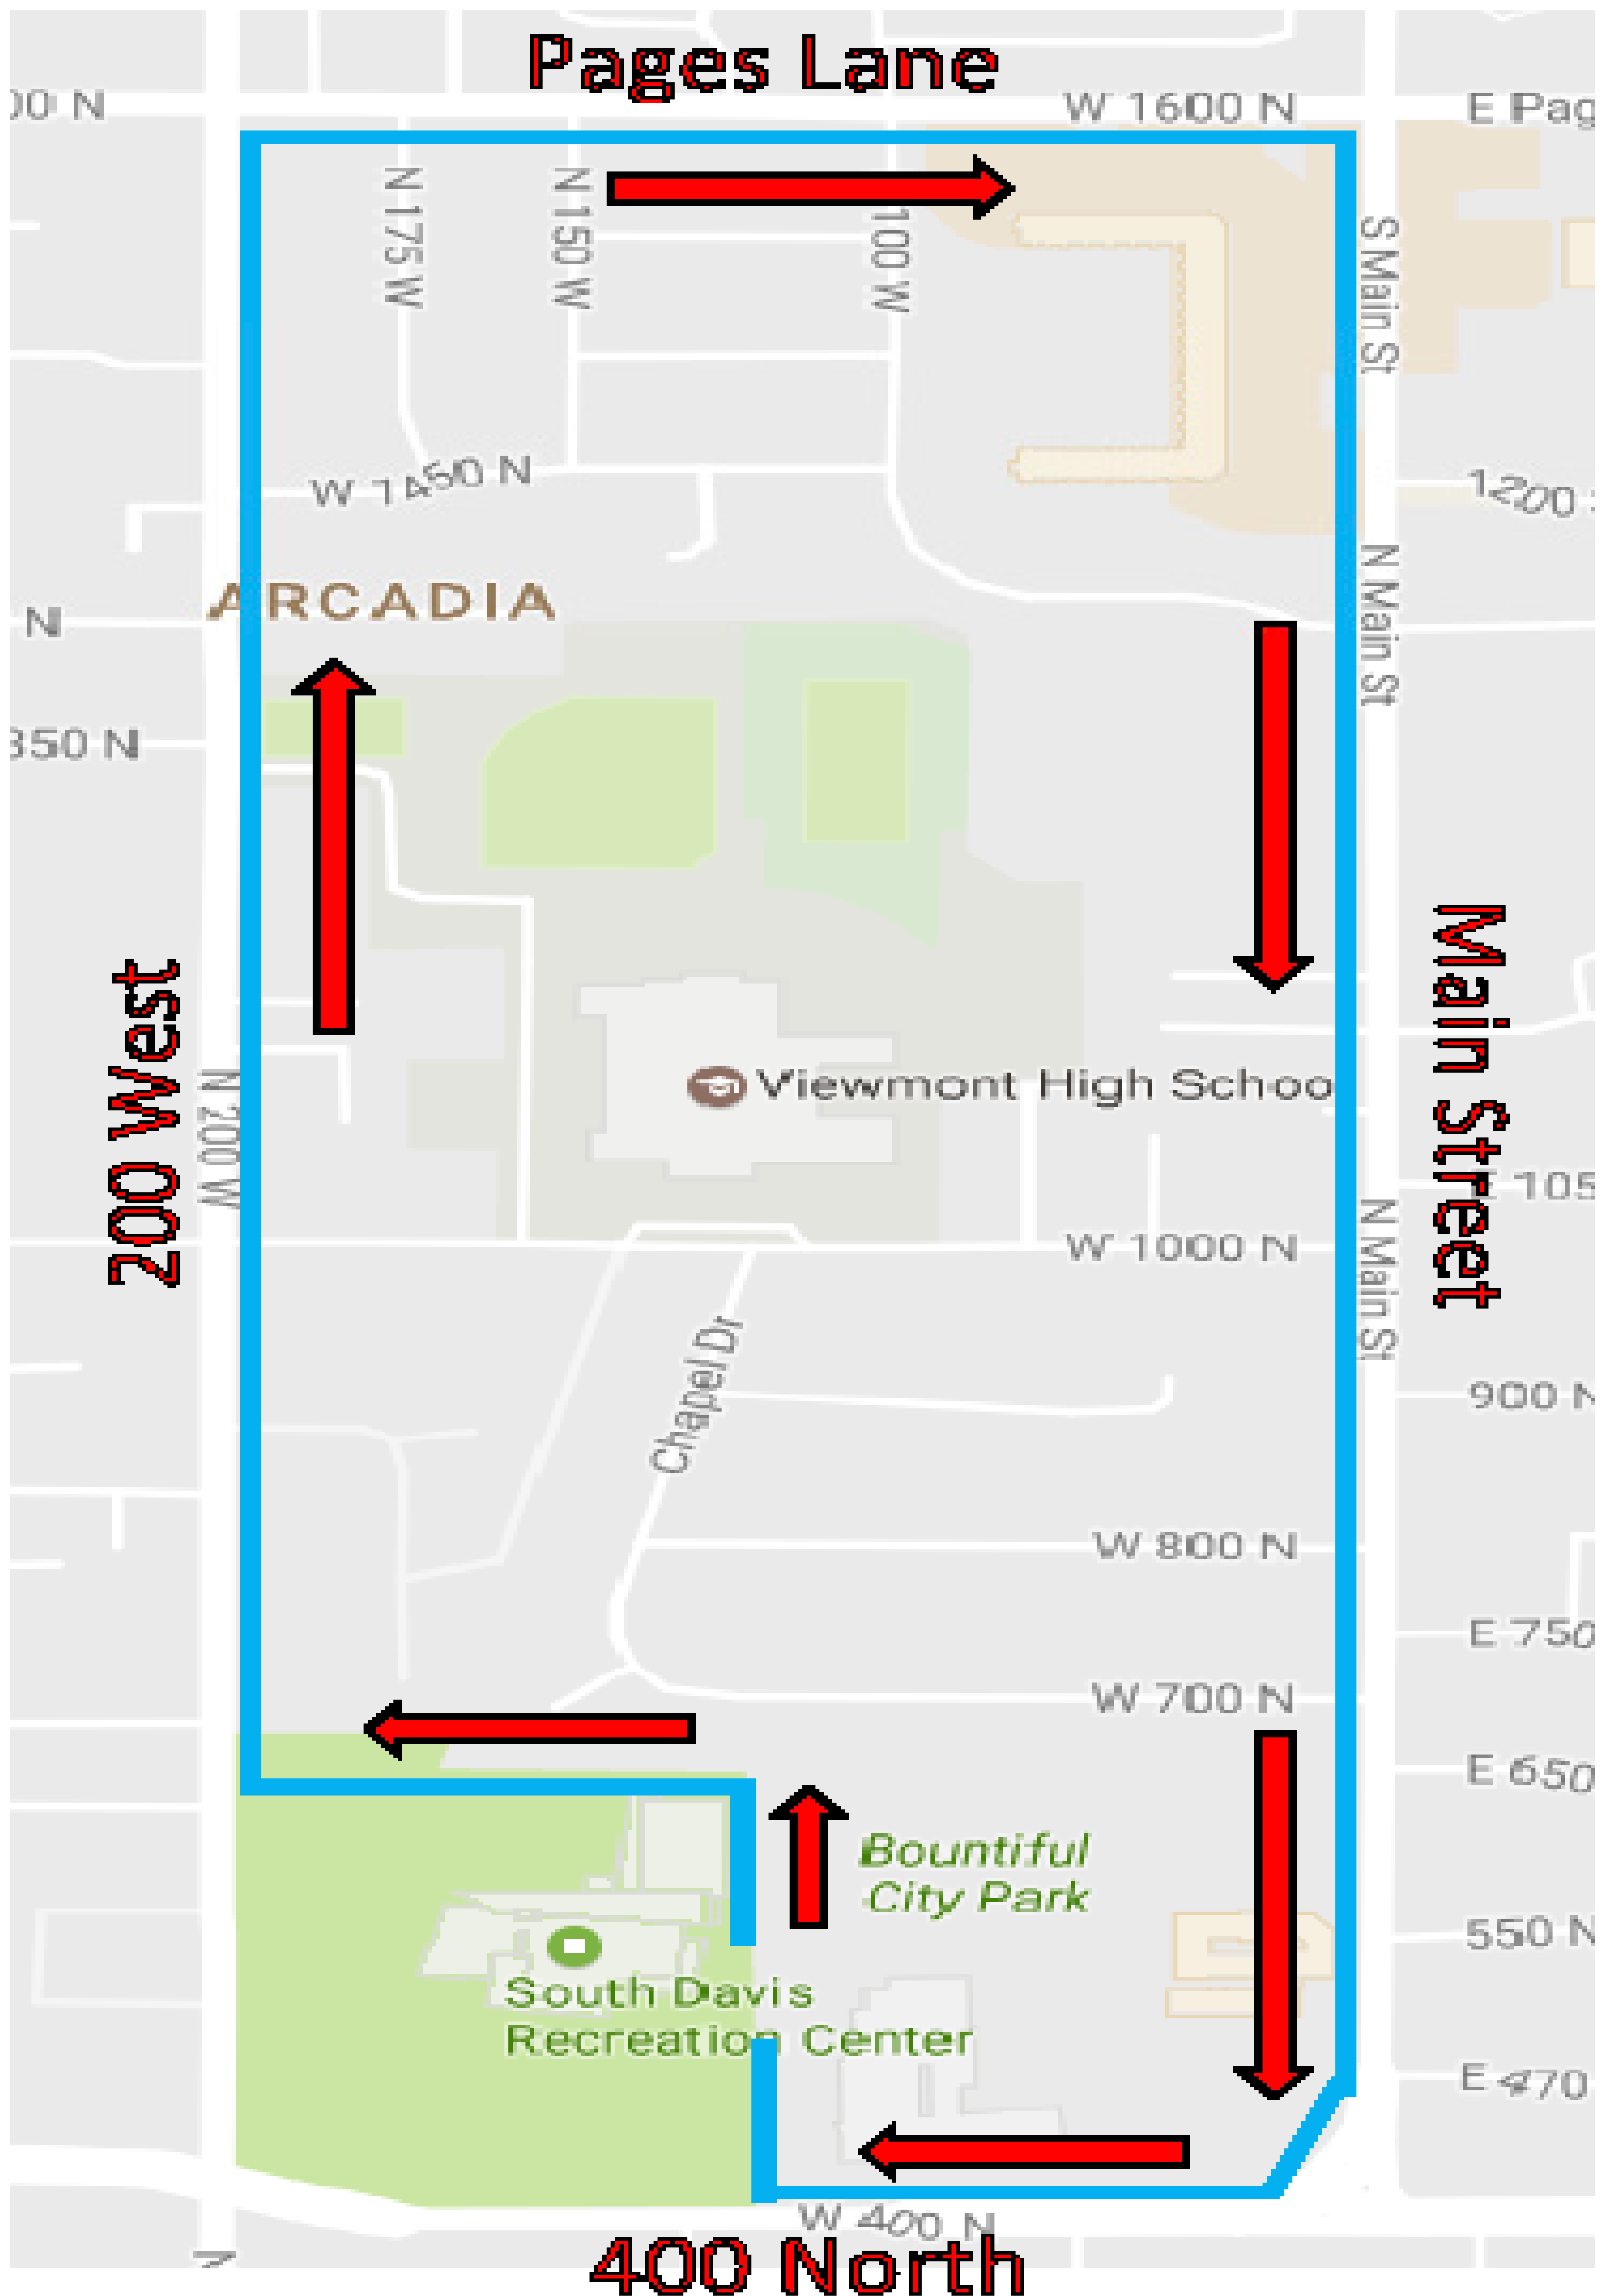 Pages Lane
00 N
W 1600 N
E Pag
N 175 W
N 150 W
100 W
S Main St
W 1450 N
1200 S
N Main St
ARCADIA
N
350 N
Main Street
200 West
N 200 W
Viewmont High Schoo
E 105
N Main St
W 1000 N
Chapel Dr
900 N
W 800 N
E 750
W 700 N
E 650
Bountiful
City Park
550 N
South Davis
Recreation Center
E 470
W 400 N
400 North